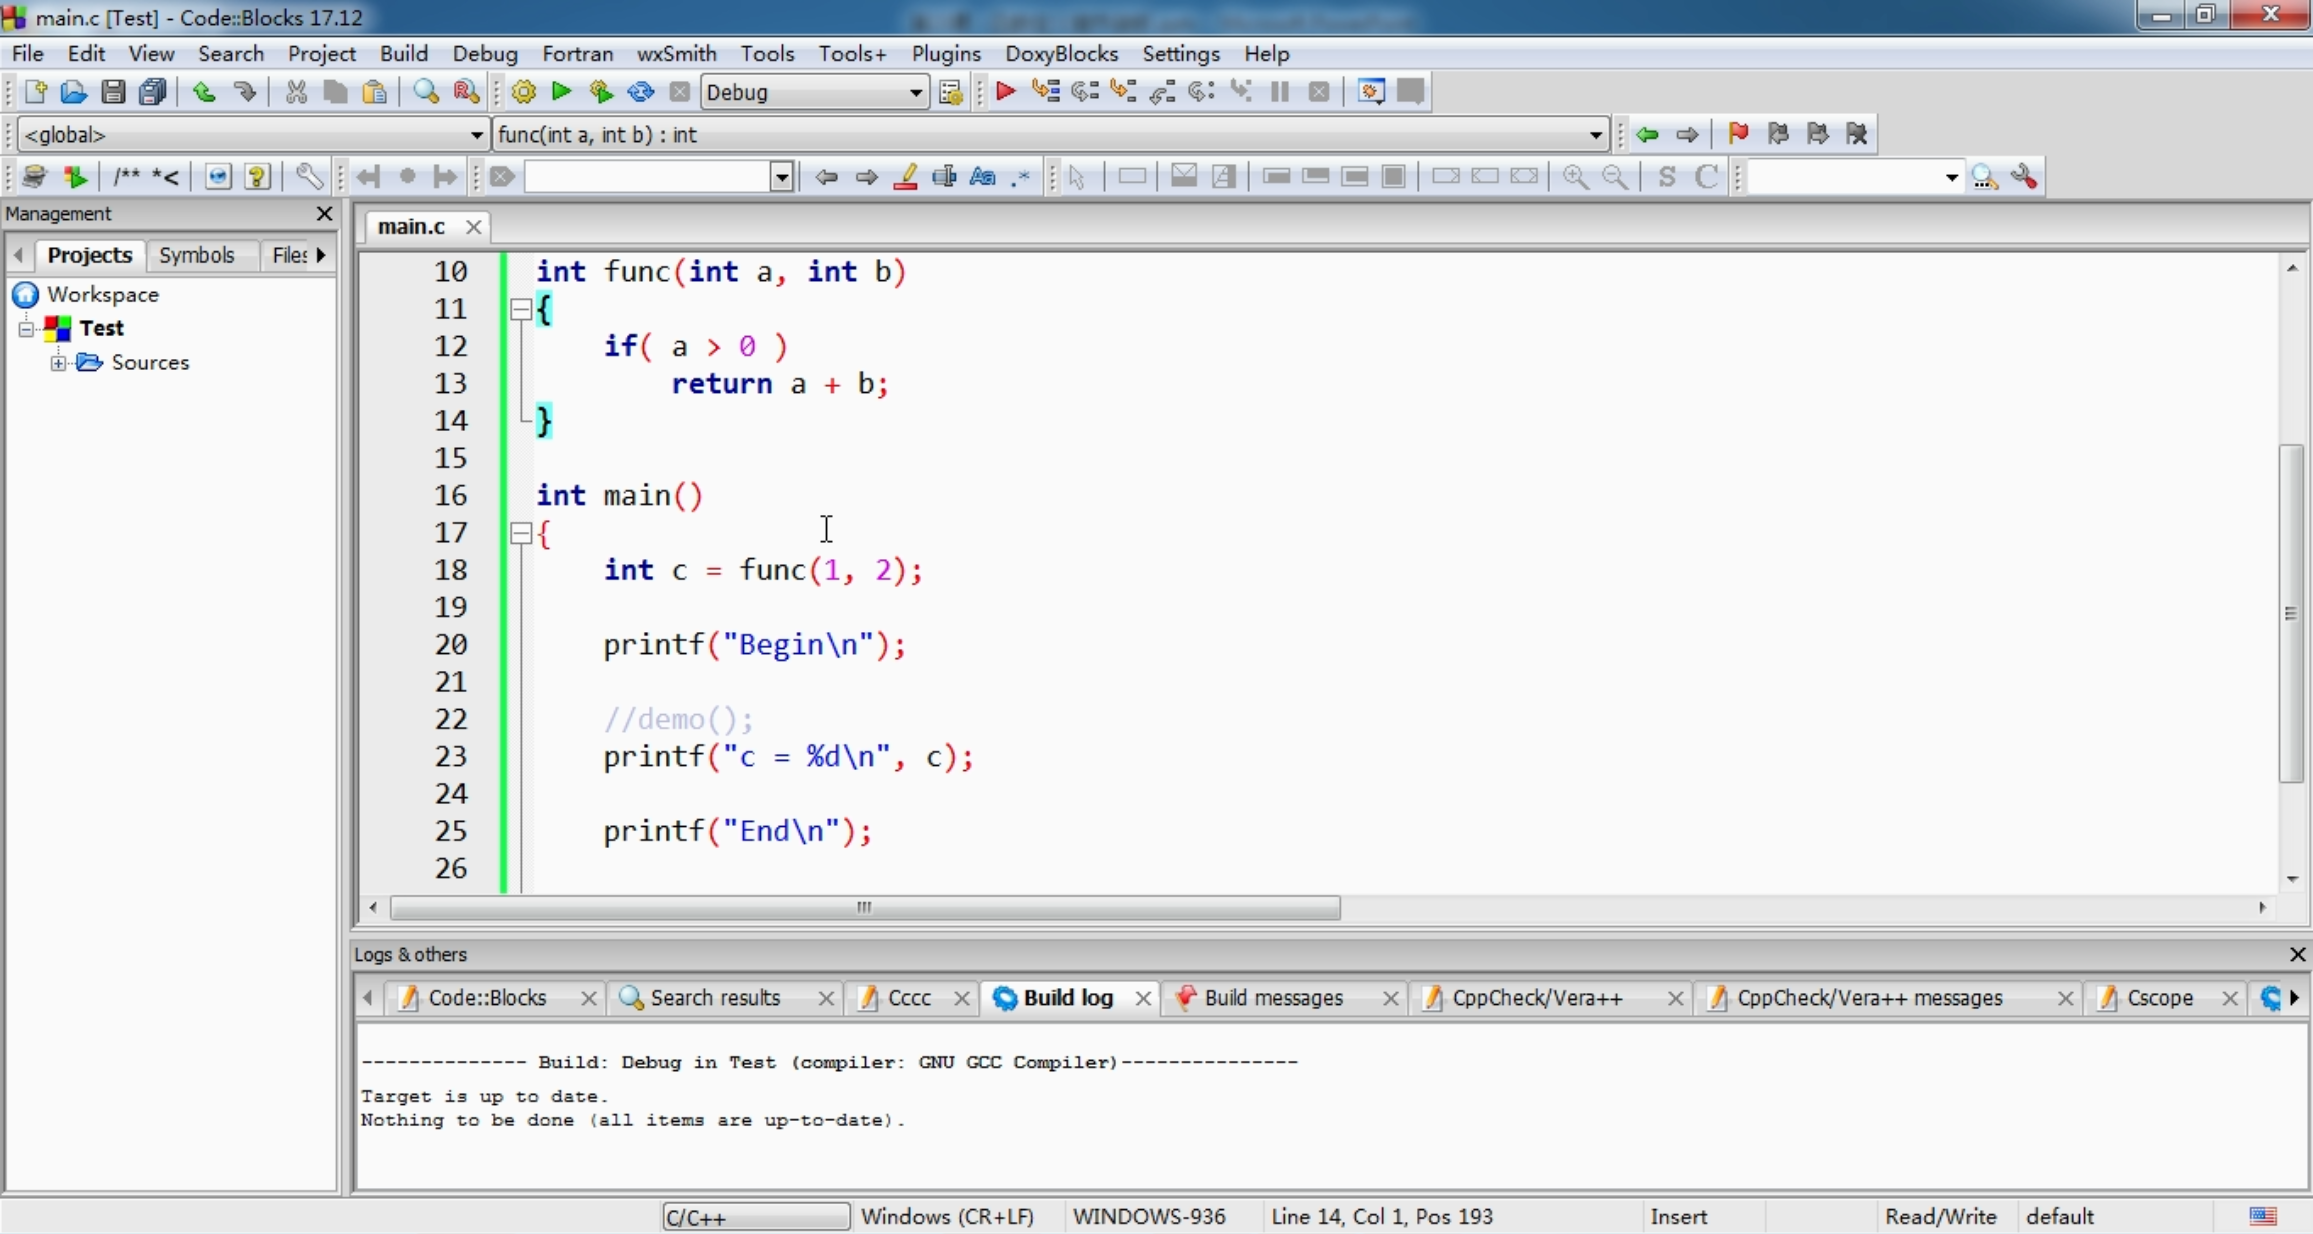 main.c [Test] - Code::Blocks 17.12
File Edit View Search Project Build Debug Fortran wxSmith Tools Tools+ Plugins DoxyBlocks Settings Help
Debug
<global> func(int a, int b) : int
/** *<
S C
Management
main.c
Projects Symbols Files
Workspace
Test
Sources
10 int func(int a, int b)
11 {
12 if( a > 0 )
13 return a + b;
14 }
15
16 int main()
17 {
18 int c = func(1, 2);
19
20 printf("Begin\n");
21
22 //demo();
23 printf("c = %d\n", c);
24
25 printf("End\n");
26
Logs & others
Code::Blocks Search results Cccc Build log Build messages CppCheck/Vera++ CppCheck/Vera++ messages Cscope
-------------- Build: Debug in Test (compiler: GNU GCC Compiler)---------------
Target is up to date.
Nothing to be done (all items are up-to-date).
C/C++ Windows (CR+LF) WINDOWS-936 Line 14, Col 1, Pos 193 Insert Read/Write default